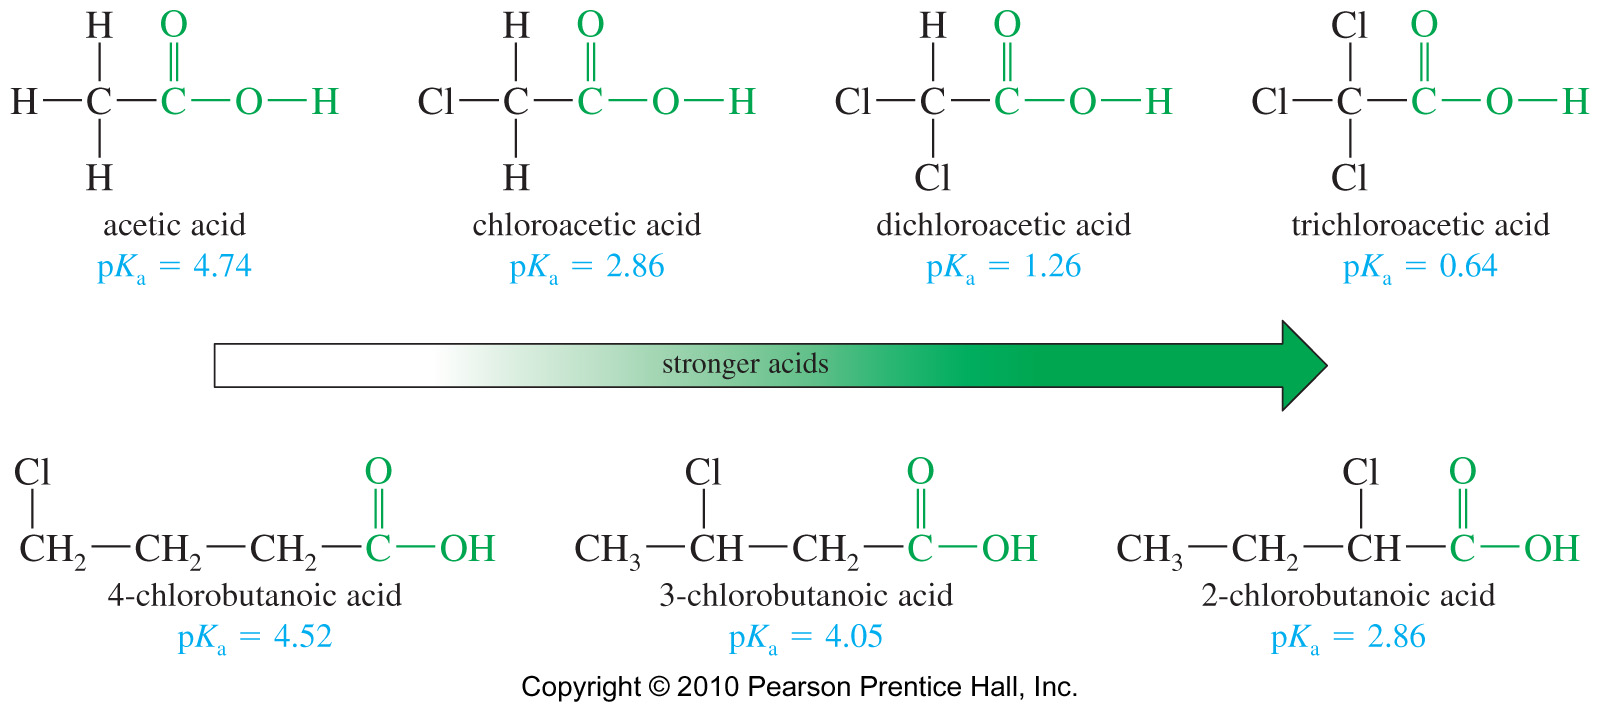 H O H O H O Cl O
H—C—C—O—H Cl—C—C—O—H Cl—C—C—O—H Cl—C—C—O—H
H H Cl Cl
acetic acid chloroacetic acid dichloroacetic acid trichloroacetic acid
pKa = 4.74 pKa = 2.86 pKa = 1.26 pKa = 0.64
stronger acids
Cl O Cl O Cl O
CH2—CH2—CH2—C—OH CH3—CH—CH2—C—OH CH3—CH2—CH—C—OH
4-chlorobutanoic acid 3-chlorobutanoic acid 2-chlorobutanoic acid
pKa = 4.52 pKa = 4.05 pKa = 2.86
Copyright © 2010 Pearson Prentice Hall, Inc.